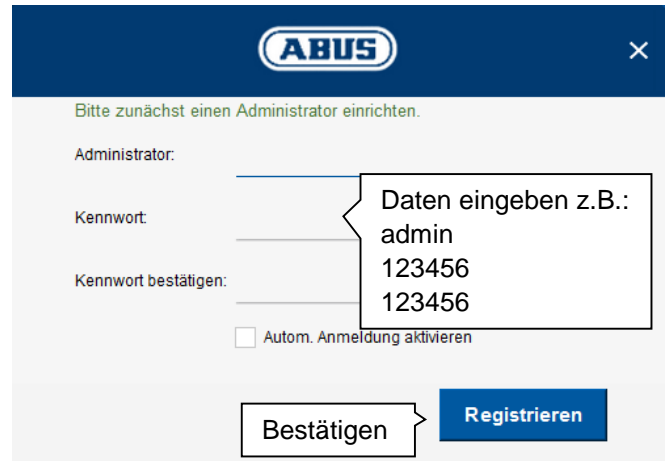 ABUS
Bitte zunächst einen Administrator einrichten.
Administrator:
Kennwort:
Kennwort bestätigen:
Daten eingeben z.B.:
admin
123456
123456
Autom. Anmeldung aktivieren
Bestätigen
Registrieren